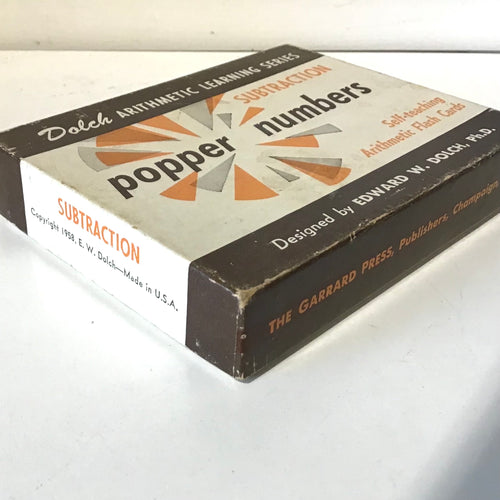 Dolch ARITHMETIC LEARNING SERIES
SUBTRACTION
popper numbers
Self-teaching
Arithmetic Flash Cards
Designed by EDWARD W. DOLCH, Ph.D.
SUBTRACTION
Copyright 1958, E. W. Dolch—Made in U.S.A.
THE GARRARD PRESS, Publishers, Champaign